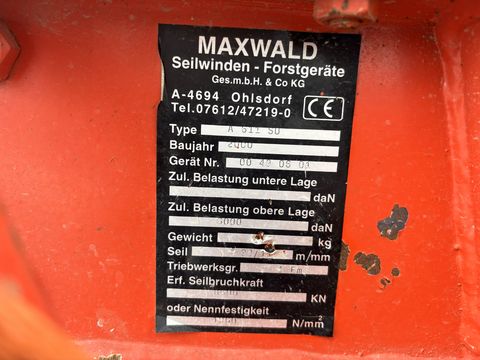 MAXWALD
Seilwinden - Forstgeräte
Ges.m.b.H. & Co KG
A-4694 Ohlsdorf
Tel.07612/47219-0
CE
Type A 511 SU
Baujahr 2000
Gerät Nr.
Zul. Belastung untere Lage
daN
Zul. Belastung obere Lage
5000 daN
Gewicht kg
Seil m/mm
Triebwerksgr. Em
Erf. Seilbruchkraft
KN
oder Nennfestigkeit
N/mm²